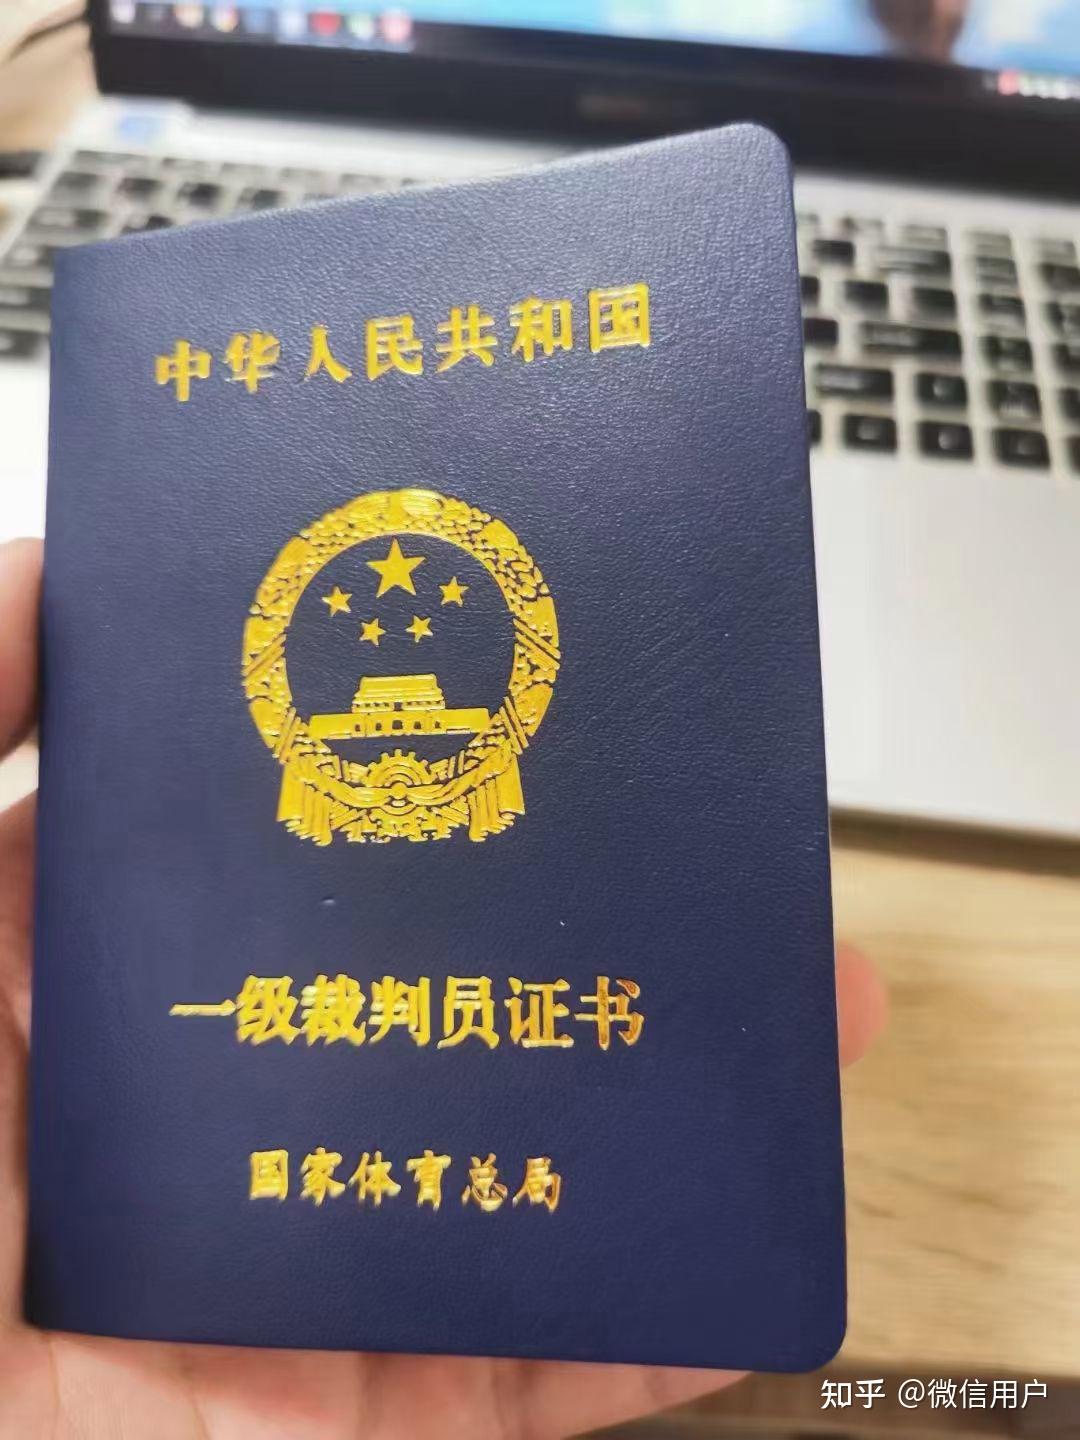 中华人民共和国
一级裁判员证书
国家体育总局
知乎 @微信用户